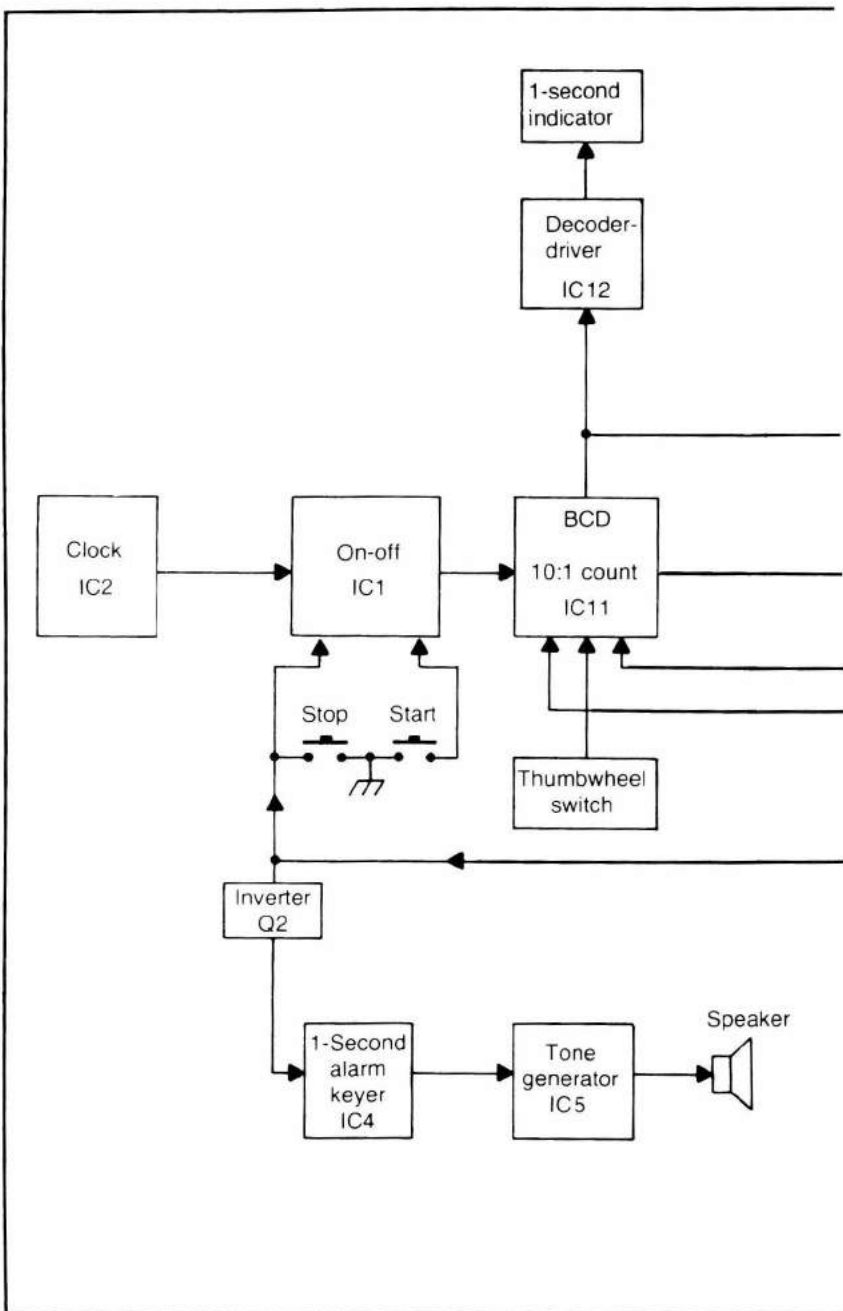 1-second
indicator
Decoder-
driver
IC12
Clock
IC2
On-off
IC1
BCD
10:1 count
IC11
Stop
Start
Thumbwheel
switch
Inverter
Q2
1-Second
alarm
keyer
IC4
Tone
generator
IC5
Speaker